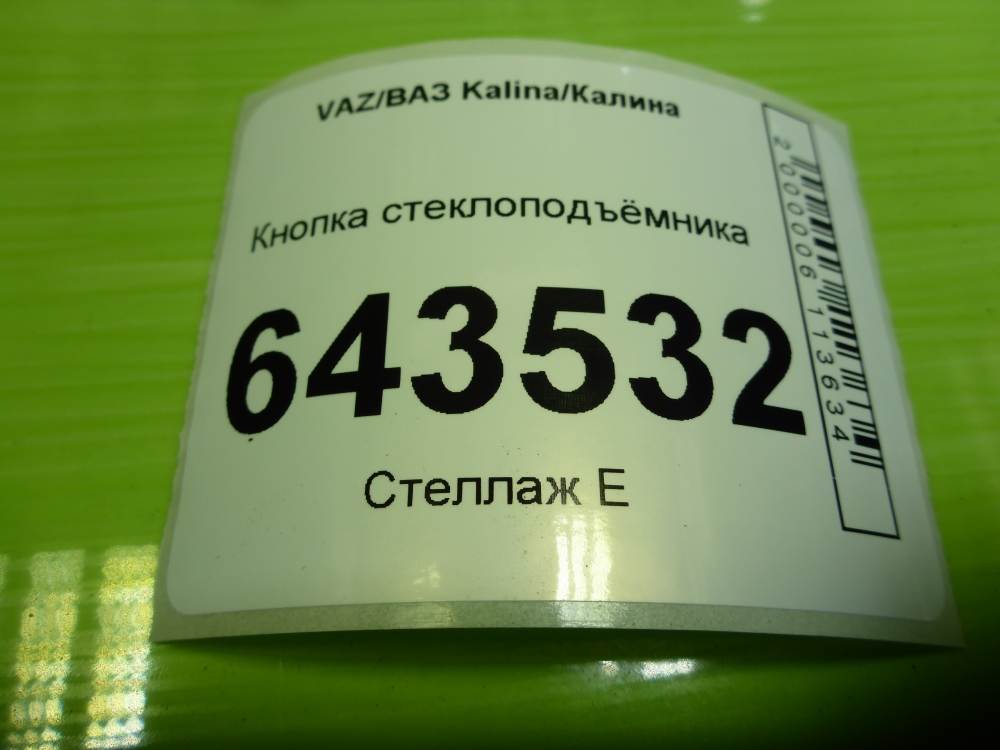 VAZ/ВАЗ Kalina/Калина
Кнопка стеклоподъёмника
643532
Стеллаж Е
2000006113634